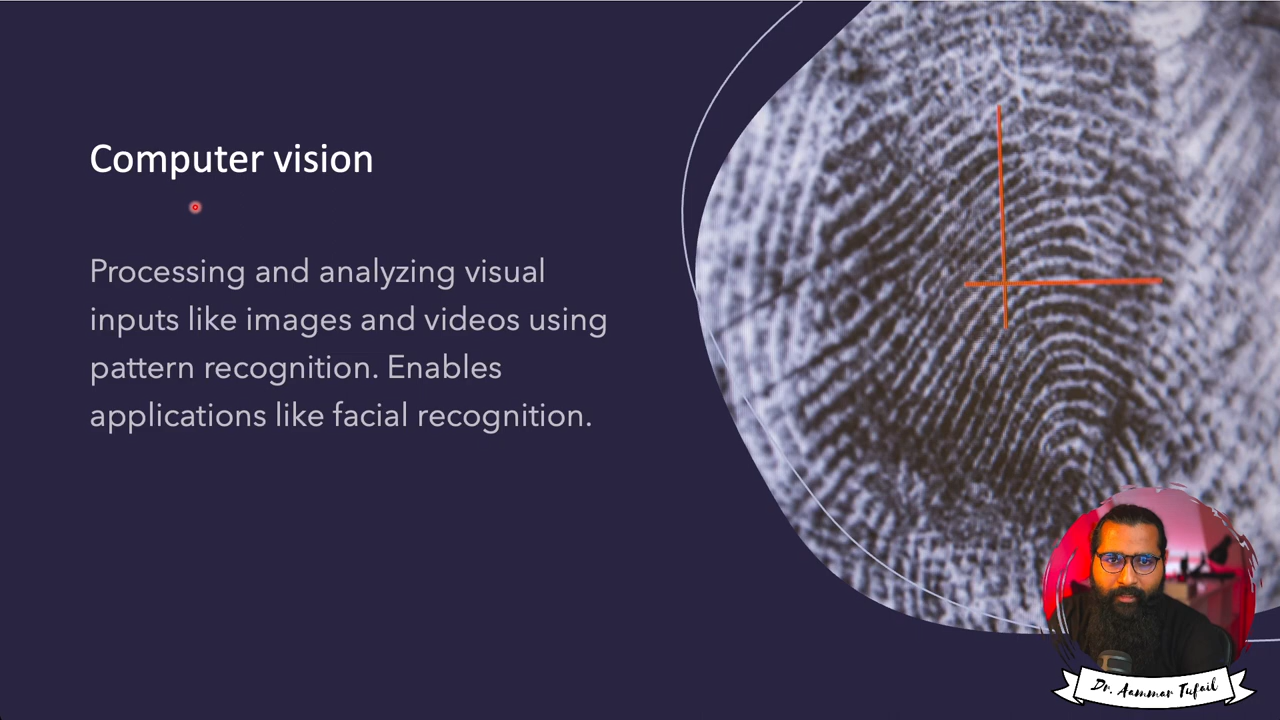 Computer vision
Processing and analyzing visual
inputs like images and videos using
pattern recognition. Enables
applications like facial recognition.
Dr. Aammar Tufail